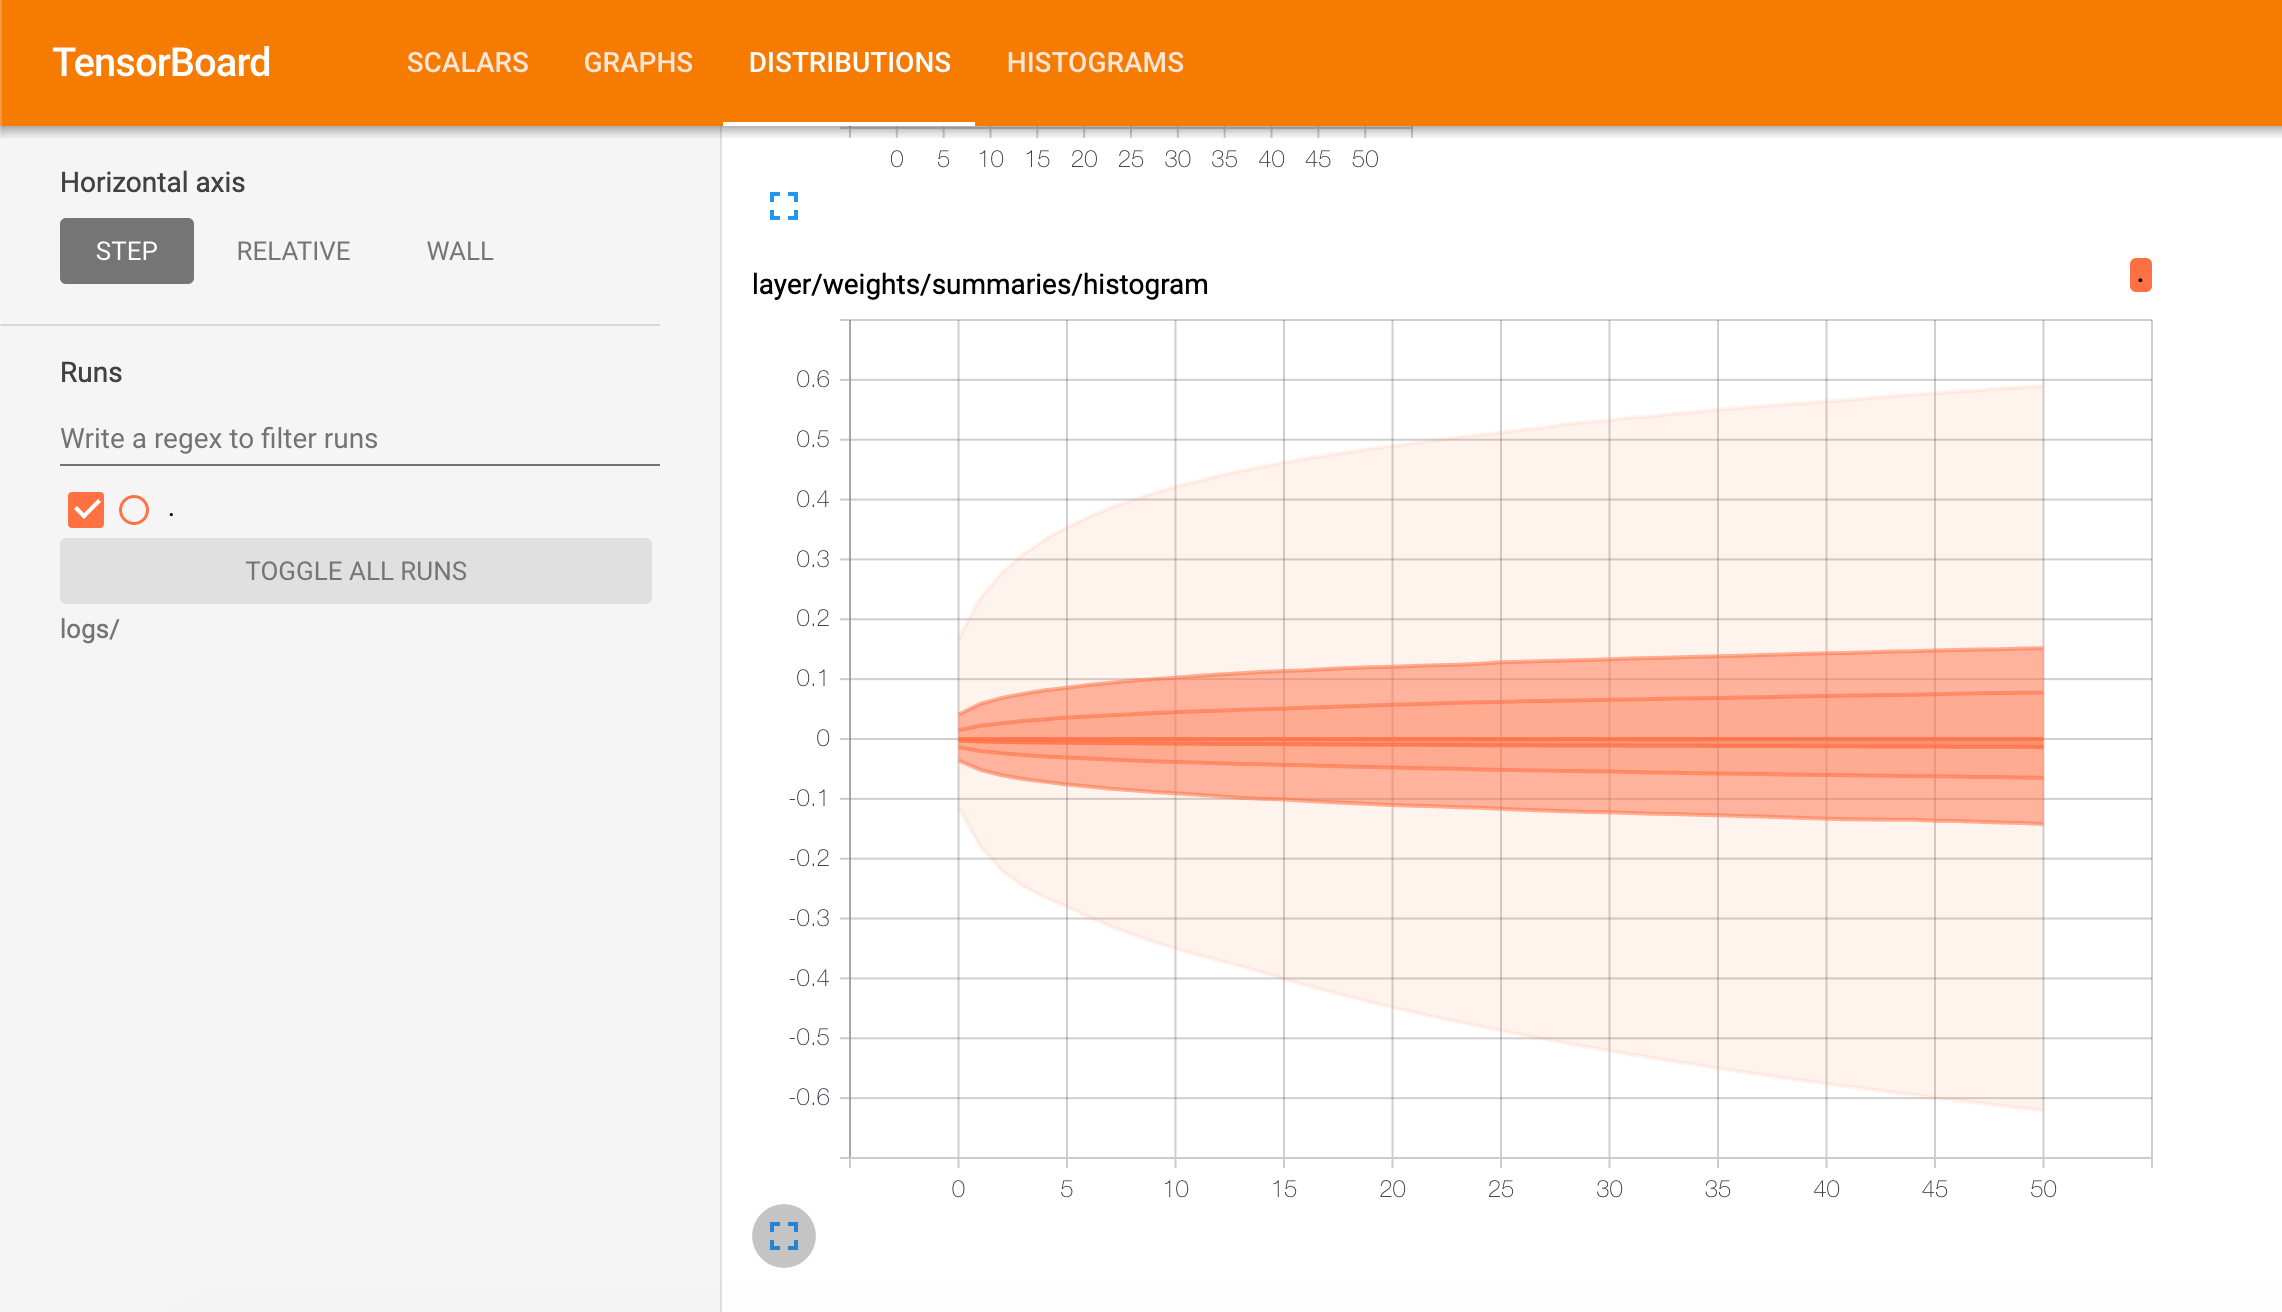 TensorBoard SCALARS GRAPHS DISTRIBUTIONS HISTOGRAMS
Horizontal axis
STEP RELATIVE WALL
Runs
Write a regex to filter runs
.
TOGGLE ALL RUNS
logs/
0 5 10 15 20 25 30 35 40 45 50
layer/weights/summaries/histogram .
0.6
0.5
0.4
0.3
0.2
0.1
0
-0.1
-0.2
-0.3
-0.4
-0.5
-0.6
0 5 10 15 20 25 30 35 40 45 50